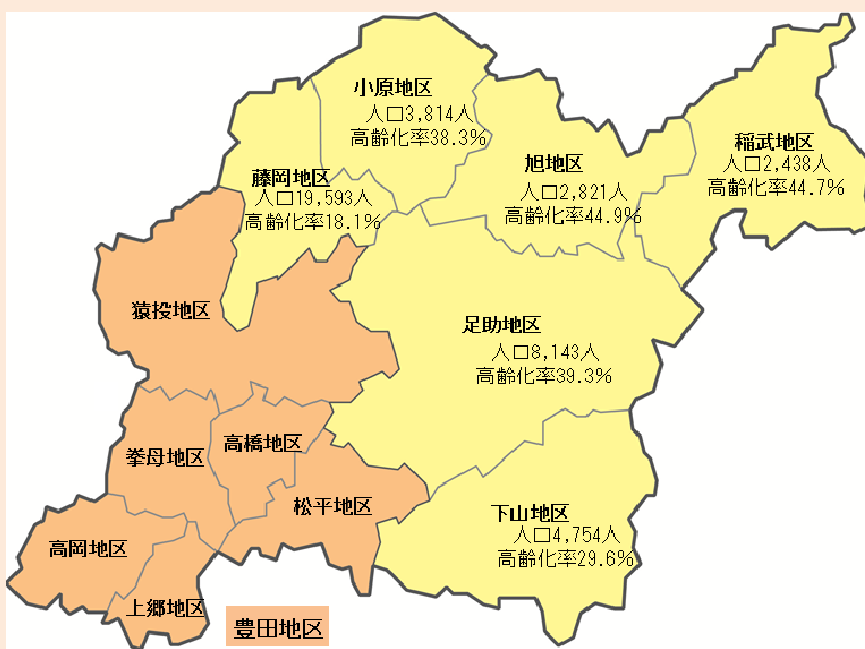 小原地区
人口3,814人
高齢化率38.3%
稲武地区
人口2,438人
高齢化率44.7%
旭地区
人口2,821人
高齢化率44.9%
藤岡地区
人口19,593人
高齢化率18.1%
猿投地区
足助地区
人口8,143人
高齢化率39.3%
高橋地区
挙母地区
松平地区
下山地区
人口4,754人
高齢化率29.6%
高岡地区
上郷地区
豊田地区